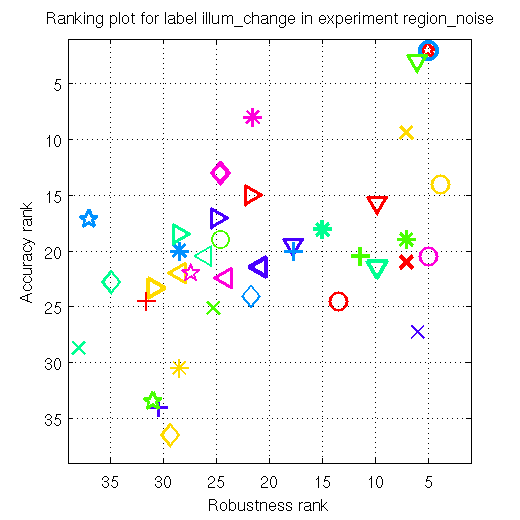 Ranking plot for label illum_change in experiment region_noise
5
10
15
20
25
30
35
Accuracy rank
35 30 25 20 15 10 5
Robustness rank